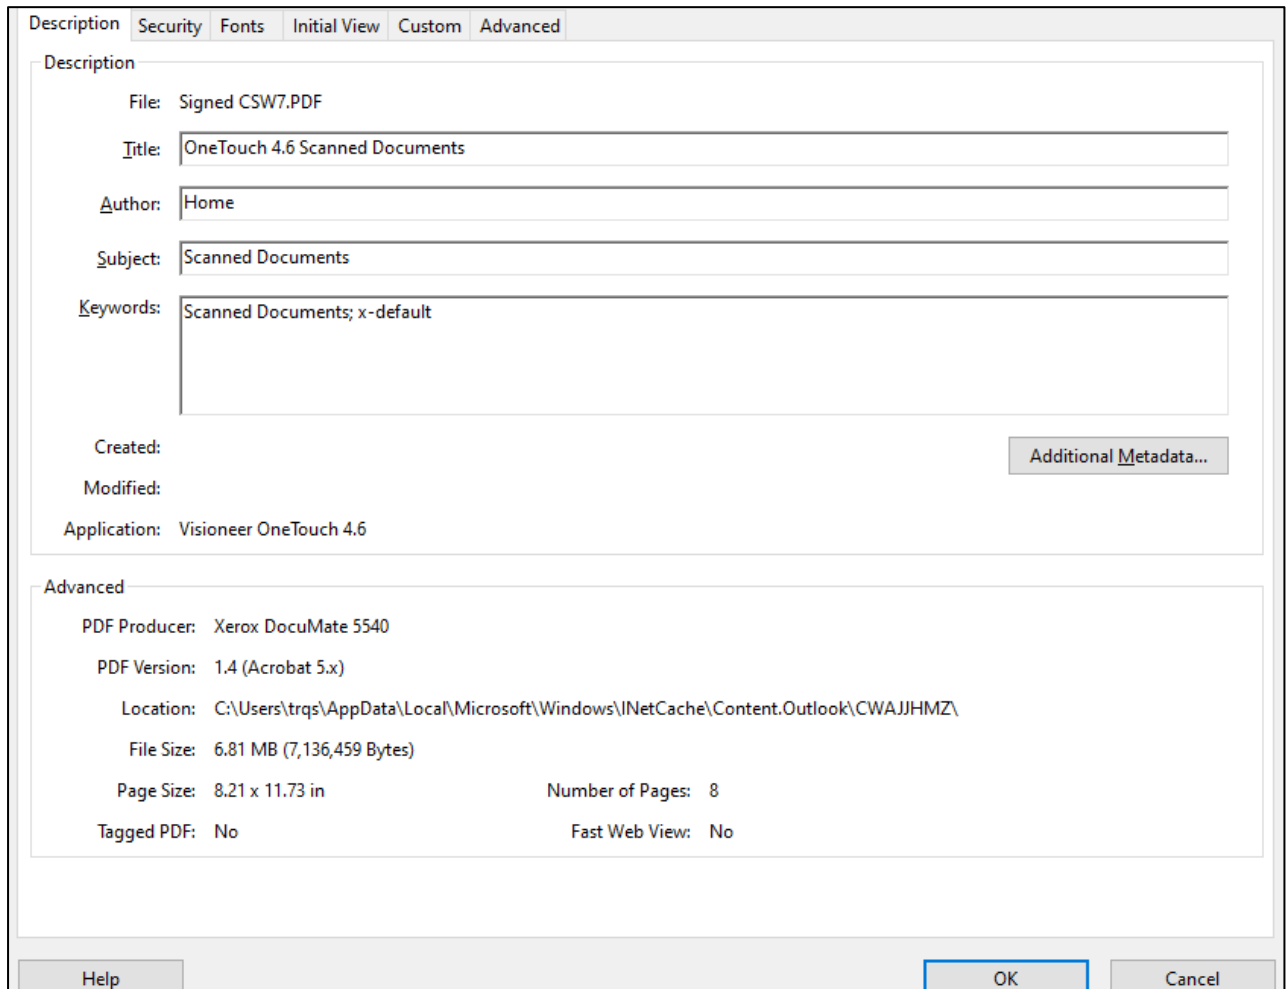 Description Security Fonts Initial View Custom Advanced
Description
File: Signed CSW7.PDF
Title: OneTouch 4.6 Scanned Documents
Author: Home
Subject: Scanned Documents
Keywords: Scanned Documents; x-default
Created:
Additional Metadata...
Modified:
Application: Visioneer OneTouch 4.6
Advanced
PDF Producer: Xerox DocuMate 5540
PDF Version: 1.4 (Acrobat 5.x)
Location: C:\Users\trqs\AppData\Local\Microsoft\Windows\INetCache\Content.Outlook\CWAJJHMZ\
File Size: 6.81 MB (7,136,459 Bytes)
Page Size: 8.21 x 11.73 in Number of Pages: 8
Tagged PDF: No Fast Web View: No
Help OK Cancel